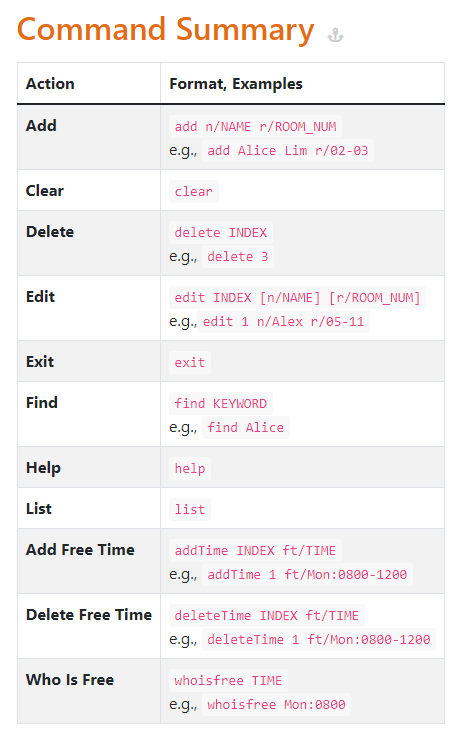 Command Summary
Action Format, Examples
Add add n/NAME r/ROOM_NUM
e.g., add Alice Lim r/02-03
Clear clear
Delete delete INDEX
e.g., delete 3
Edit edit INDEX [n/NAME] [r/ROOM_NUM]
e.g., edit 1 n/Alex r/05-11
Exit exit
Find find KEYWORD
e.g., find Alice
Help help
List list
Add Free Time addTime INDEX ft/TIME
e.g., addTime 1 ft/Mon:0800-1200
Delete Free Time deleteTime INDEX ft/TIME
e.g., deleteTime 1 ft/Mon:0800-1200
Who Is Free whoisfree TIME
e.g., whoisfree Mon:0800